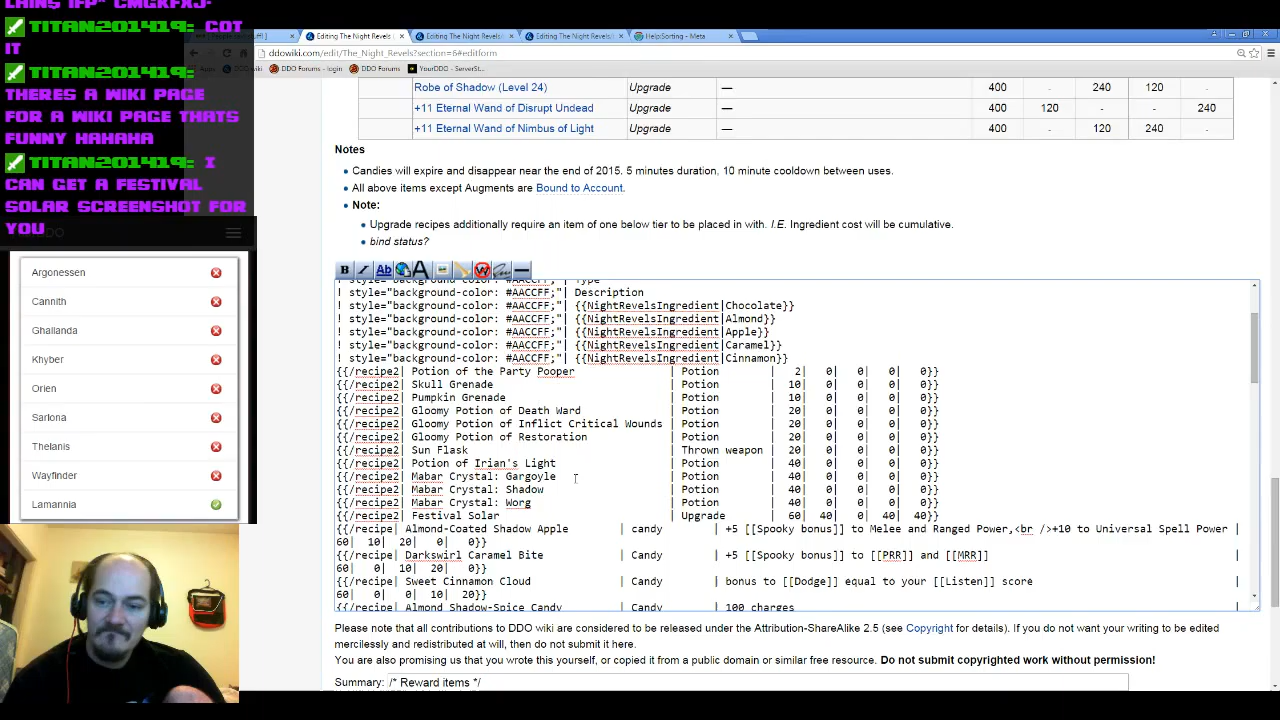 LAINS IFP* CMGKFXJ-
TITAN201419: GOT
IT
TITAN201419:
THERES A WIKI PAGE
FOR A WIKI PAGE THATS
FUNNY HAHAHA
TITAN201419: I
CAN GET A FESTIVAL
SOLAR SCREENSHOT FOR
YOU
Argonessen
Cannith
Ghallanda
Khyber
Orien
Sarlona
Thelanis
Wayfinder
Lamannia
Editing The Night Revels (
Editing The Night_Revels
Editing The Night_Revels
Help:Sorting - Meta
ddowiki.com/edit/The_Night_Revels?section=6#editform
DDO Forums - login
DDO Forums
YourDDO - ServerSt...
Robe of Shadow (Level 24) Upgrade — 400 - 240 120 -
+11 Eternal Wand of Disrupt Undead Upgrade — 400 120 - - 240
+11 Eternal Wand of Nimbus of Light Upgrade — 400 - 120 240 -
Notes
Candies will expire and disappear near the end of 2015. 5 minutes duration, 10 minute cooldown between uses.
All above items except Augments are Bound to Account.
Note:
Upgrade recipes additionally require an item of one below tier to be placed in with. I.E. Ingredient cost will be cumulative.
bind status?
B I Ab A W
! style="background-color: #AACCFF;"| Type
! style="background-color: #AACCFF;"| Description
! style="background-color: #AACCFF;"| {{NightRevelsIngredient|Chocolate}}
! style="background-color: #AACCFF;"| {{NightRevelsIngredient|Almond}}
! style="background-color: #AACCFF;"| {{NightRevelsIngredient|Apple}}
! style="background-color: #AACCFF;"| {{NightRevelsIngredient|Caramel}}
! style="background-color: #AACCFF;"| {{NightRevelsIngredient|Cinnamon}}
{{/recipe2| Potion of the Party Pooper | Potion | 2| 0| 0| 0| 0}}
{{/recipe2| Skull Grenade | Potion | 10| 0| 0| 0| 0}}
{{/recipe2| Pumpkin Grenade | Potion | 10| 0| 0| 0| 0}}
{{/recipe2| Gloomy Potion of Death Ward | Potion | 20| 0| 0| 0| 0}}
{{/recipe2| Gloomy Potion of Inflict Critical Wounds | Potion | 20| 0| 0| 0| 0}}
{{/recipe2| Gloomy Potion of Restoration | Potion | 20| 0| 0| 0| 0}}
{{/recipe2| Sun Flask | Thrown weapon | 20| 0| 0| 0| 0}}
{{/recipe2| Potion of Irian's Light | Potion | 40| 0| 0| 0| 0}}
{{/recipe2| Mabar Crystal: Gargoyle | Potion | 40| 0| 0| 0| 0}}
{{/recipe2| Mabar Crystal: Shadow | Potion | 40| 0| 0| 0| 0}}
{{/recipe2| Mabar Crystal: Worg | Potion | 40| 0| 0| 0| 0}}
{{/recipe2| Festival Solar | Upgrade | 60| 40| 40| 40| 40}}
{{/recipe| Almond-Coated Shadow Apple | candy | +5 [[Spooky bonus]] to Melee and Ranged Power,<br />+10 to Universal Spell Power |
60| 10| 20| 0| 0}}
{{/recipe| Darkswirl Caramel Bite | Candy | +5 [[Spooky bonus]] to [[PRR]] and [[MRR]] |
60| 0| 10| 20| 0}}
{{/recipe| Sweet Cinnamon Cloud | Candy | bonus to [[Dodge]] equal to your [[Listen]] score |
60| 0| 0| 10| 20}}
{{/recipe| Almond Shadow-Spice Candy | Candy | 100 charges |
Please note that all contributions to DDO wiki are considered to be released under the Attribution-ShareAlike 2.5 (see Copyright for details). If you do not want your writing to be edited
mercilessly and redistributed at will, then do not submit it here.
You are also promising us that you wrote this yourself, or copied it from a public domain or similar free resource. Do not submit copyrighted work without permission!
Summary: /* Reward items */